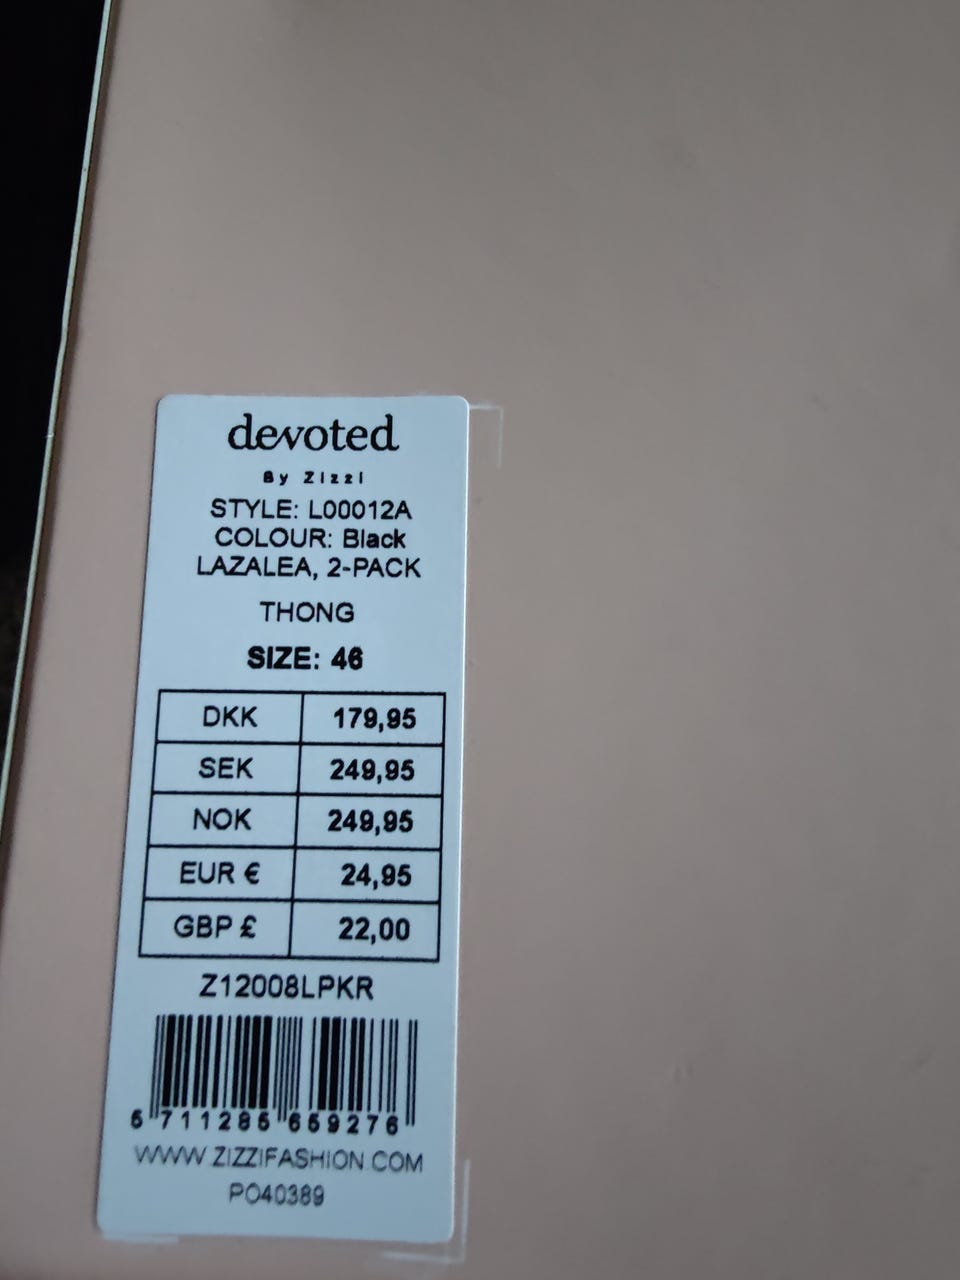 devoted
By Zizzi
STYLE: L00012A
COLOUR: Black
LAZALEA, 2-PACK
THONG
SIZE: 46
DKK 179,95
SEK 249,95
NOK 249,95
EUR € 24,95
GBP £ 22,00
Z12008LPKR
5 711285 659276
WWW.ZIZZIFASHION.COM
PO40389